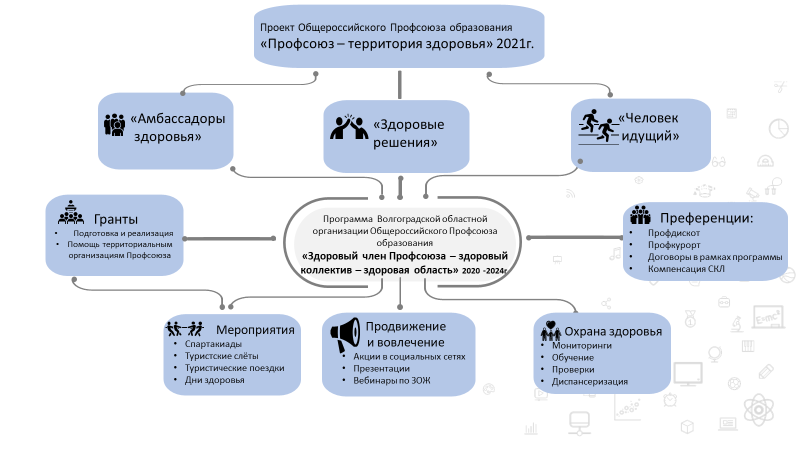 Проект Общероссийского Профсоюза образования
«Профсоюз – территория здоровья» 2021г.
«Амбассадоры
здоровья»
«Здоровые
решения»
«Человек
идущий»
Гранты
• Подготовка и реализация
• Помощь территориальным
организациям Профсоюза
Программа Волгоградской областной
организации Общероссийского Профсоюза
образования
«Здоровый член Профсоюза – здоровый
коллектив – здоровая область» 2020 -2024г
Преференции:
• Профдискот
• Профкурорт
• Договоры в рамках программы
• Компенсация СКЛ
Мероприятия
• Спартакиады
• Туристские слёты
• Туристические поездки
• Дни здоровья
Продвижение
и вовлечение
• Акции в социальных сетях
• Презентации
• Вебинары по ЗОЖ
Охрана здоровья
• Мониторинги
• Обучение
• Проверки
• Диспансеризация
E=mc²